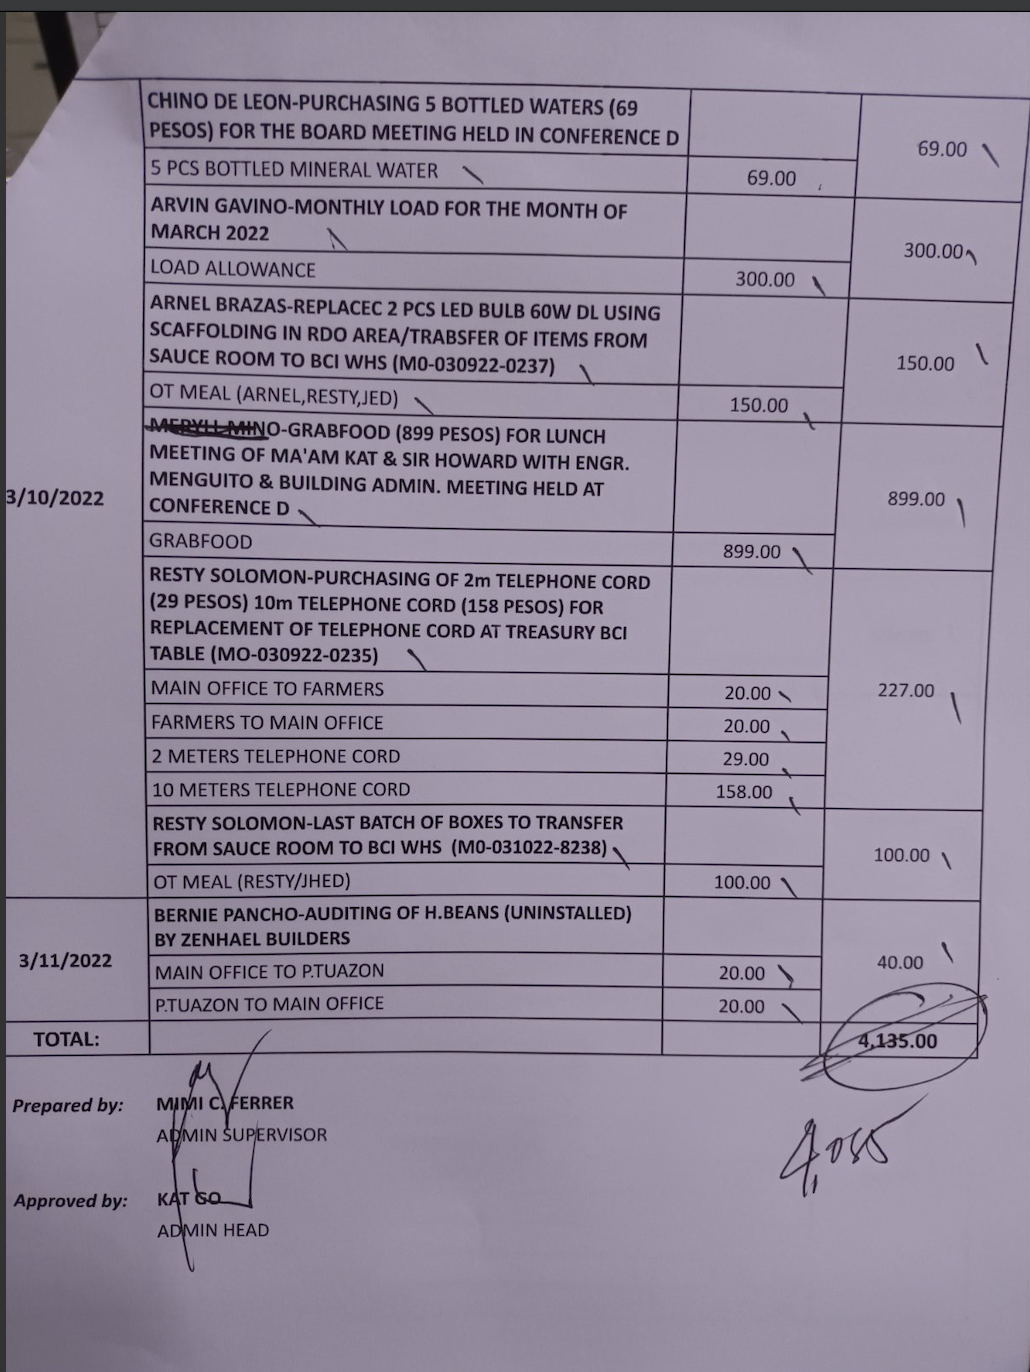 CHINO DE LEON-PURCHASING 5 BOTTLED WATERS (69
PESOS) FOR THE BOARD MEETING HELD IN CONFERENCE D
69.00
5 PCS BOTTLED MINERAL WATER 69.00
ARVIN GAVINO-MONTHLY LOAD FOR THE MONTH OF
MARCH 2022
300.00
LOAD ALLOWANCE 300.00
ARNEL BRAZAS-REPLACEC 2 PCS LED BULB 60W DL USING
SCAFFOLDING IN RDO AREA/TRABSFER OF ITEMS FROM
SAUCE ROOM TO BCI WHS (M0-030922-0237)
150.00
OT MEAL (ARNEL,RESTY,JED) 150.00
3/10/2022
MERYLL MINO-GRABFOOD (899 PESOS) FOR LUNCH
MEETING OF MA'AM KAT & SIR HOWARD WITH ENGR.
MENGUITO & BUILDING ADMIN. MEETING HELD AT
CONFERENCE D
899.00
GRABFOOD 899.00
RESTY SOLOMON-PURCHASING OF 2m TELEPHONE CORD
(29 PESOS) 10m TELEPHONE CORD (158 PESOS) FOR
REPLACEMENT OF TELEPHONE CORD AT TREASURY BCI
TABLE (MO-030922-0235)
227.00
MAIN OFFICE TO FARMERS 20.00
FARMERS TO MAIN OFFICE 20.00
2 METERS TELEPHONE CORD 29.00
10 METERS TELEPHONE CORD 158.00
RESTY SOLOMON-LAST BATCH OF BOXES TO TRANSFER
FROM SAUCE ROOM TO BCI WHS (M0-031022-8238)
100.00
OT MEAL (RESTY/JHED) 100.00
3/11/2022
BERNIE PANCHO-AUDITING OF H.BEANS (UNINSTALLED)
BY ZENHAEL BUILDERS
40.00
MAIN OFFICE TO P.TUAZON 20.00
P.TUAZON TO MAIN OFFICE 20.00
TOTAL: 4,135.00
4,085
Prepared by: MIMI C. FERRER
ADMIN SUPERVISOR
Approved by: KAT GO
ADMIN HEAD